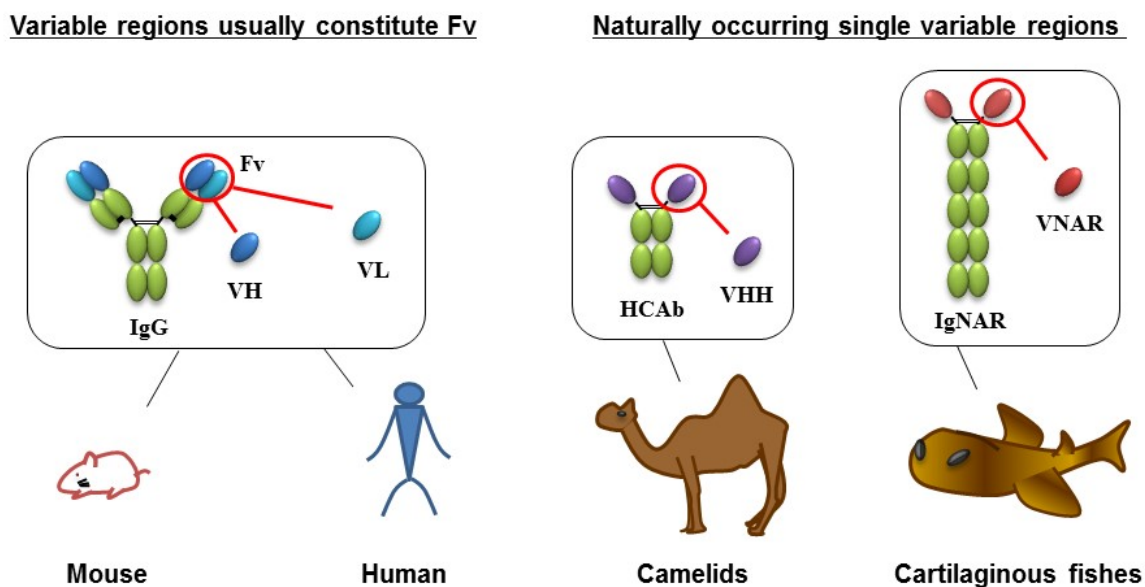 Variable regions usually constitute Fv
Naturally occurring single variable regions
Fv
VH
VL
IgG
HCAb
VHH
VNAR
IgNAR
Mouse
Human
Camelids
Cartilaginous fishes